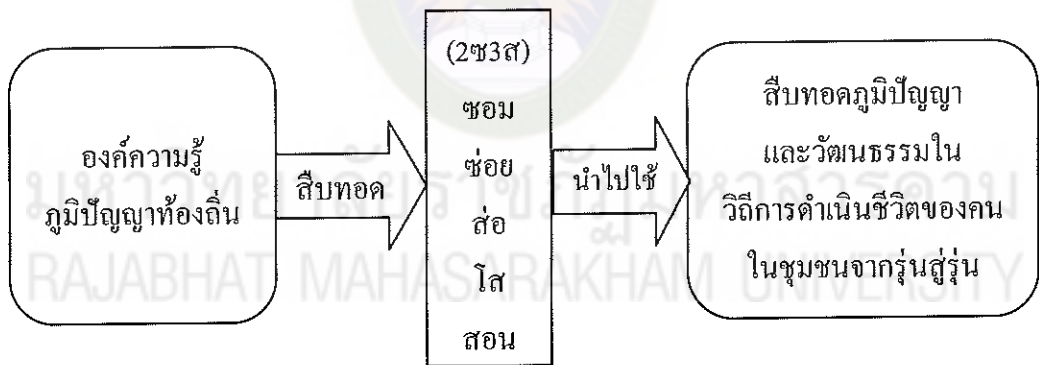 องค์ความรู้
ภูมิปัญญาท้องถิ่น
สืบทอด
(2ซ3ส)
ซอม
ซ่อย
ส่อ
โส
สอน
นำไปใช้
สืบทอดภูมิปัญญา
และวัฒนธรรมใน
วิถีการดำเนินชีวิตของคน
ในชุมชนจากรุ่นสู่รุ่น
มหาวิทยาลัยราชภัฏมหาสารคาม
RAJABHAT MAHASARAKHAM UNIVERSITY